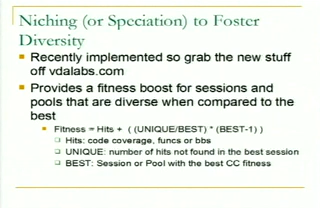 Niching (or Speciation) to Foster
Diversity
Recently implemented so grab the new stuff
off vdalabs.com
Provides a fitness boost for sessions and
pools that are diverse when compared to the
best
Fitness = Hits + ( (UNIQUE/BEST) * (BEST-1) )
Hits: code coverage, funcs or bbs
UNIQUE: number of hits not found in the best session
BEST: Session or Pool with the best CC fitness